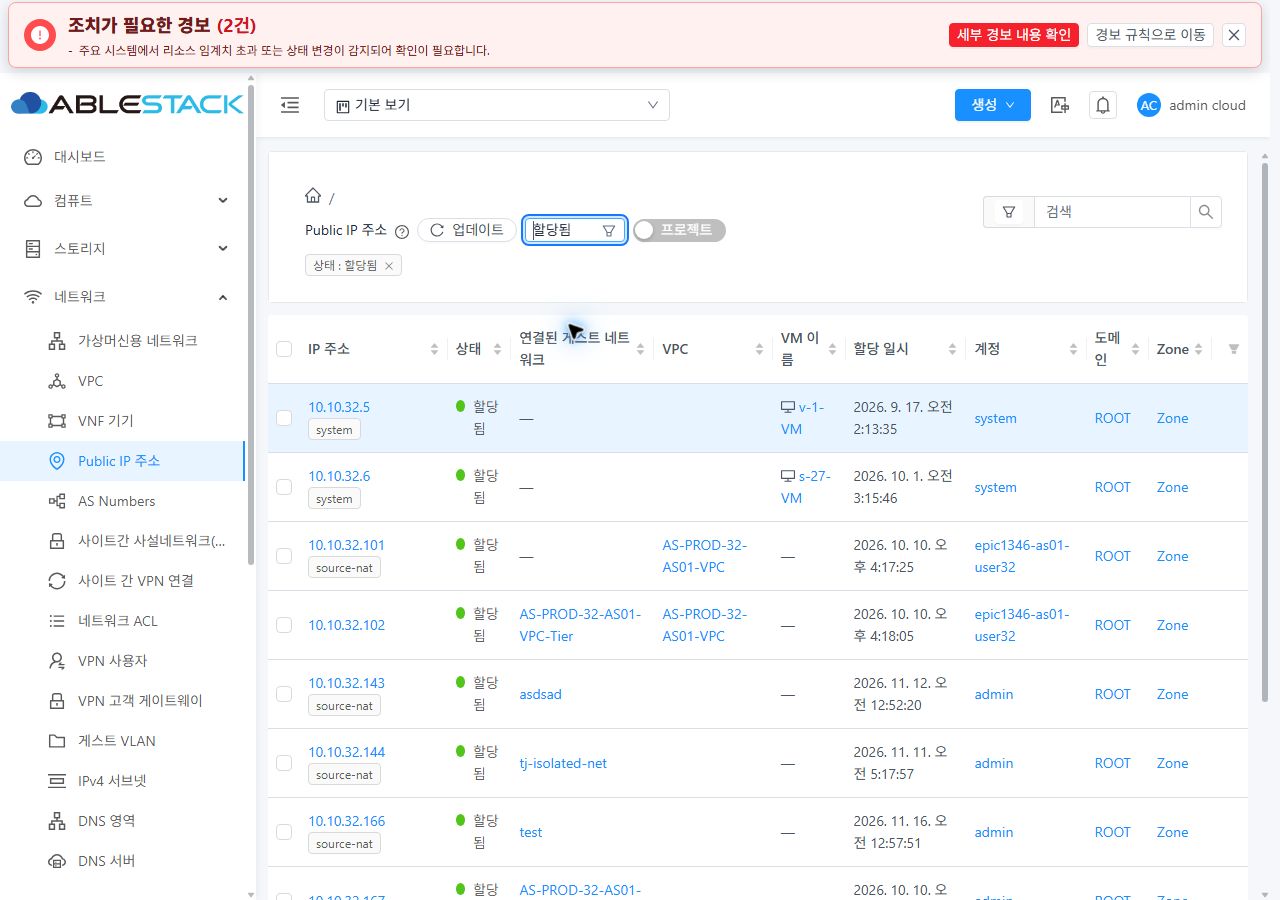 조치가 필요한 경보 (2건)
- 주요 시스템에서 리소스 임계치 초과 또는 상태 변경이 감지되어 확인이 필요합니다.
세부 경보 내용 확인
경보 규칙으로 이동
ABLESTACK
기본 보기
생성
AC admin cloud
대시보드
컴퓨트
스토리지
네트워크
가상머신용 네트워크
VPC
VNF 기기
Public IP 주소
AS Numbers
사이트간 사설네트워크(...
사이트 간 VPN 연결
네트워크 ACL
VPN 사용자
VPN 고객 게이트웨이
게스트 VLAN
IPv4 서브넷
DNS 영역
DNS 서버
/
Public IP 주소
업데이트
할당됨
프로젝트
상태 : 할당됨
검색
IP 주소
상태
연결된 게스트 네트
워크
VPC
VM 이
름
할당 일시
계정
도메
인
Zone
10.10.32.5
system
할당
됨
—
v-1-
VM
2026. 9. 17. 오전
2:13:35
system
ROOT
Zone
10.10.32.6
system
할당
됨
—
s-27-
VM
2026. 10. 1. 오전
3:15:46
system
ROOT
Zone
10.10.32.101
source-nat
할당
됨
—
AS-PROD-32-
AS01-VPC
—
2026. 10. 10. 오
후 4:17:25
epic1346-as01-
user32
ROOT
Zone
10.10.32.102
할당
됨
AS-PROD-32-AS01-
VPC-Tier
AS-PROD-32-
AS01-VPC
—
2026. 10. 10. 오
후 4:18:05
epic1346-as01-
user32
ROOT
Zone
10.10.32.143
source-nat
할당
됨
asdsad
—
2026. 11. 12. 오
전 12:52:20
admin
ROOT
Zone
10.10.32.144
source-nat
할당
됨
tj-isolated-net
—
2026. 11. 11. 오
전 5:17:57
admin
ROOT
Zone
10.10.32.166
source-nat
할당
됨
test
—
2026. 11. 16. 오
전 12:57:51
admin
ROOT
Zone
10.10.32.167
할당
AS-PROD-32-AS01-
2026. 10. 10. 오
admin
ROOT
Zone